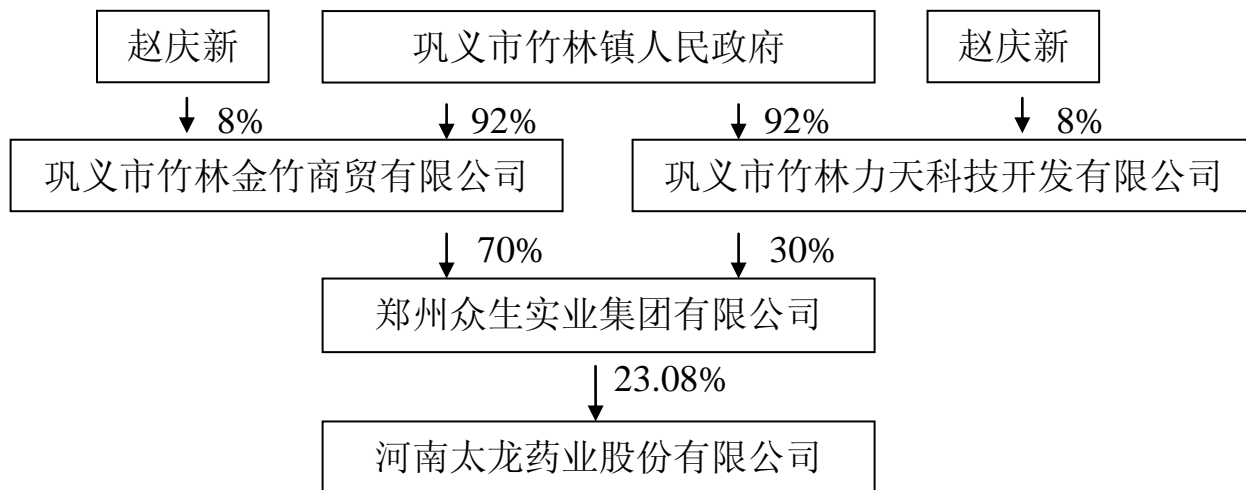 赵庆新 巩义市竹林镇人民政府 赵庆新
8% 92% 92% 8%
巩义市竹林金竹商贸有限公司 巩义市竹林力天科技开发有限公司
70% 30%
郑州众生实业集团有限公司
23.08%
河南太龙药业股份有限公司